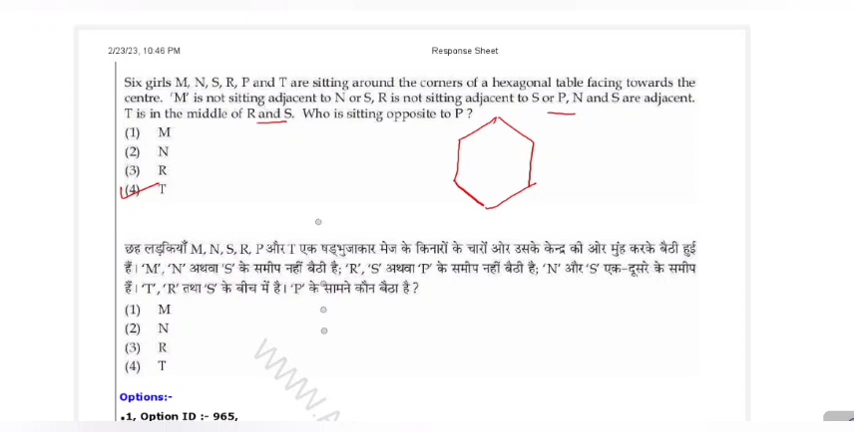 2/23/23, 10:46 PM
Response Sheet
Six girls M, N, S, R, P and T are sitting around the corners of a hexagonal table facing towards the
centre. 'M' is not sitting adjacent to N or S, R is not sitting adjacent to S or P, N and S are adjacent.
T is in the middle of R and S. Who is sitting opposite to P ?
(1) M
(2) N
(3) R
(4) T
छह लड़कियाँ M, N, S, R, P और T एक षड्भुजाकार मेज के किनारों के चारों ओर उसके केन्द्र की ओर मुंह करके बैठी हुई
हैं। 'M', 'N' अथवा 'S' के समीप नहीं बैठी है; 'R', 'S' अथवा 'P' के समीप नहीं बैठी है; 'N' और 'S' एक-दूसरे के समीप
हैं। 'T', 'R' तथा 'S' के बीच में है। 'P' के सामने कौन बैठा है ?
(1) M
(2) N
(3) R
(4) T
www.
Options:-
.1, Option ID :- 965,